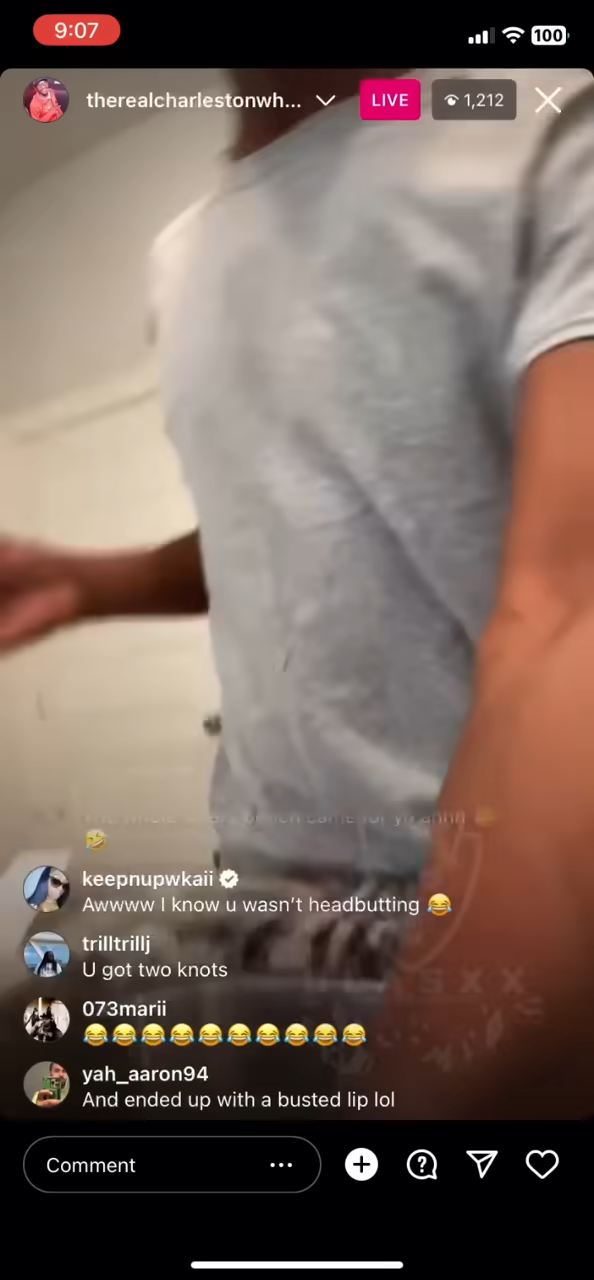 9:07
100
therealcharlestonwh...
LIVE
1,212
🤣
keepnupwkaii
Awwww I know u wasn't headbutting 😂
trilltrillj
U got two knots
073marii
😂😂😂😂😂😂😂😂😂😂
yah_aaron94
And ended up with a busted lip lol
Comment